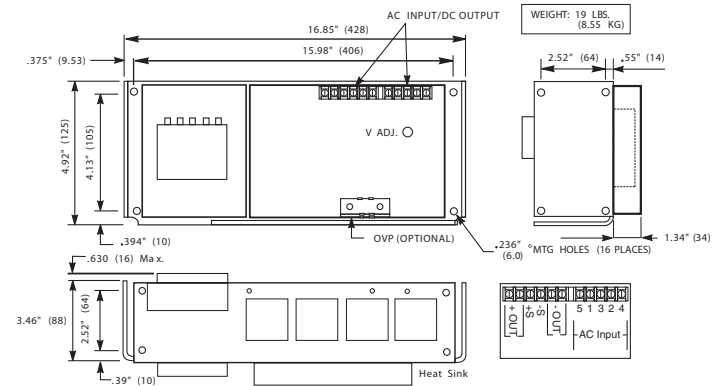 16.85" (428)
AC INPUT/DC OUTPUT
WEIGHT: 19 LBS.
(8.55 KG)
.375" (9.53)
15.98" (406)
2.52" (64)
.55" (14)
4.92" (125)
4.13" (105)
V ADJ.
.394" (10)
OVP (OPTIONAL)
.236" °MTG HOLES (16 PLACES)
(6.0)
1.34" (34)
.630 (16) Max.
3.46" (88)
2.52" (64)
.39" (10)
Heat Sink
+ OUT
+S
-S
- OUT
5 1 3 2 4
AC Input